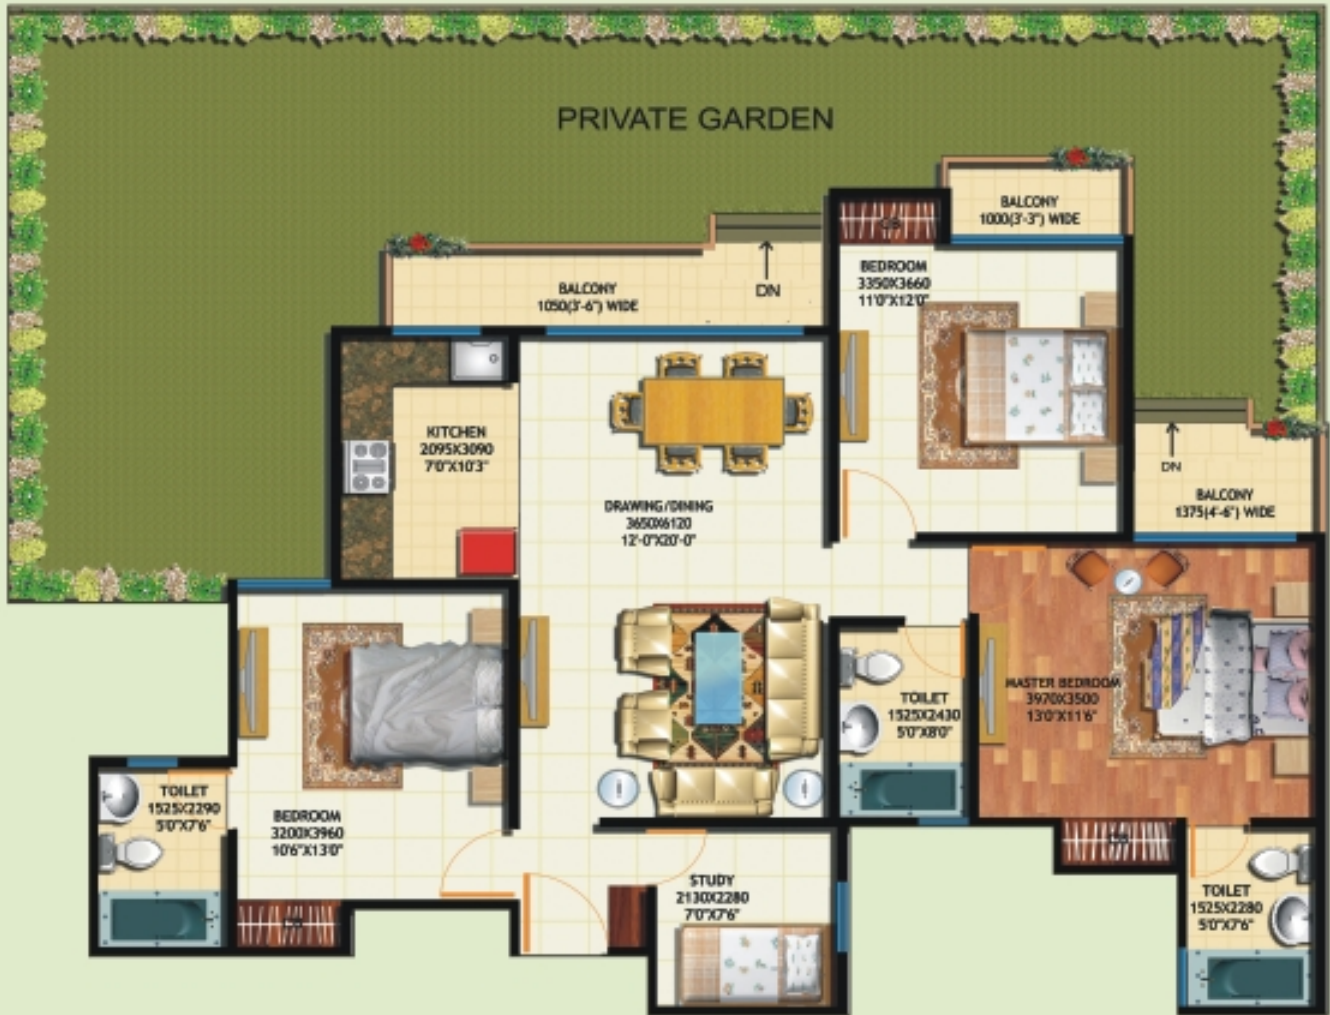 PRIVATE GARDEN
BALCONY
1000(3'-3") WIDE
BEDROOM
3350X3660
11'0"X12'0"
BALCONY
1050(3'-6") WIDE
DN
KITCHEN
2095X3090
7'0"X10'3"
DRAWING/DINING
3650X6120
12'-0"X20'-0"
DN
BALCONY
1375(4'-6") WIDE
TOILET
1525X2430
5'0"X8'0"
MASTER BEDROOM
3970X3500
13'0"X11'6"
TOILET
1525X2290
5'0"X7'6"
BEDROOM
3200X3960
10'6"X13'0"
STUDY
2130X2280
7'0"X7'6"
TOILET
1525X2280
5'0"X7'6"